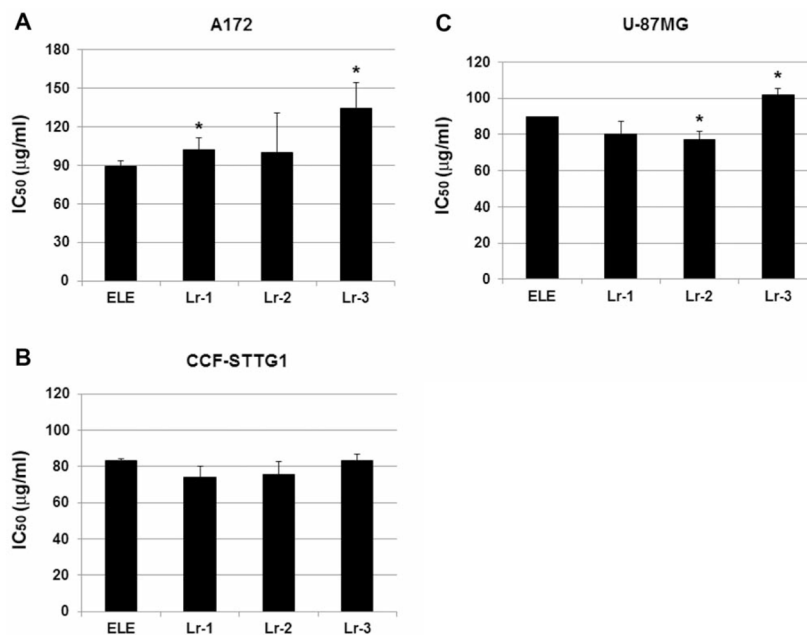 A
A172
180
150
120
90
60
30
0
IC50 (μg/ml)
*
*
ELE Lr-1 Lr-2 Lr-3
C
U-87MG
120
100
80
60
40
20
0
IC50 (μg/ml)
*
*
ELE Lr-1 Lr-2 Lr-3
B
CCF-STTG1
120
100
80
60
40
20
0
IC50 (μg/ml)
ELE Lr-1 Lr-2 Lr-3